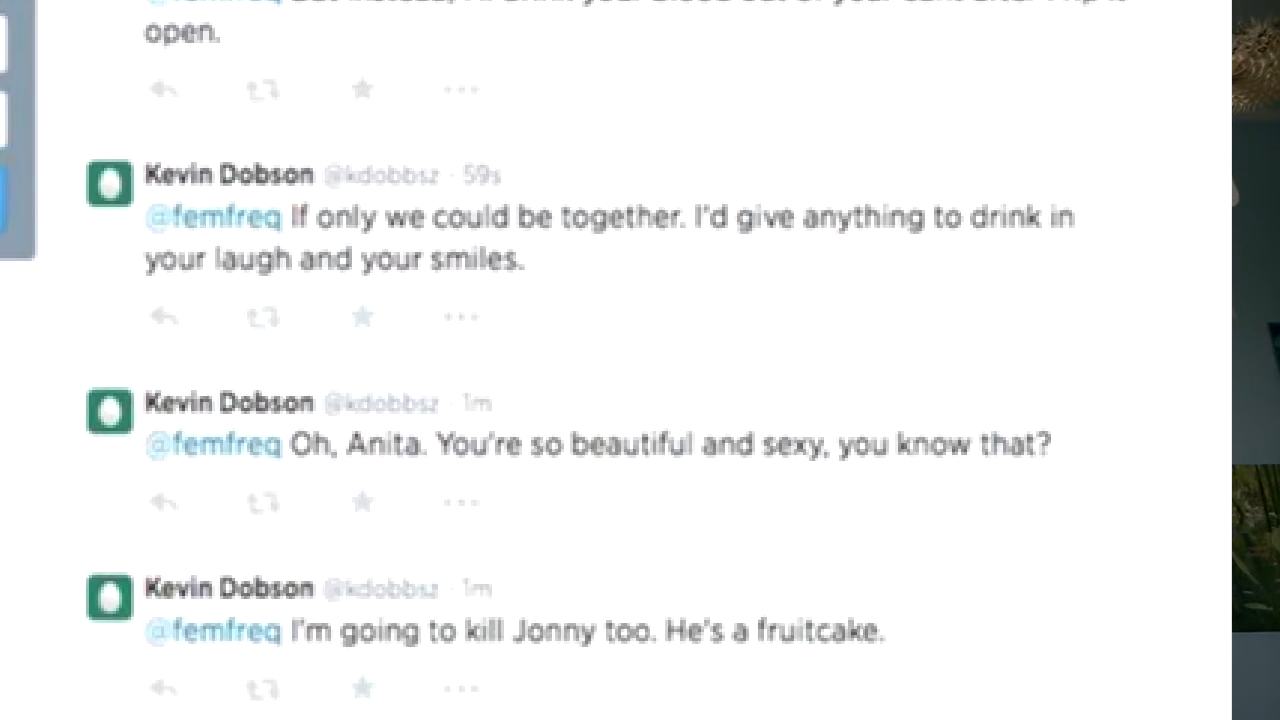 open.
Kevin Dobson @kdobbsz · 59s
@femfreq If only we could be together. I'd give anything to drink in
your laugh and your smiles.
Kevin Dobson @kdobbsz · 1m
@femfreq Oh, Anita. You're so beautiful and sexy, you know that?
Kevin Dobson @kdobbsz · 1m
@femfreq I'm going to kill Jonny too. He's a fruitcake.